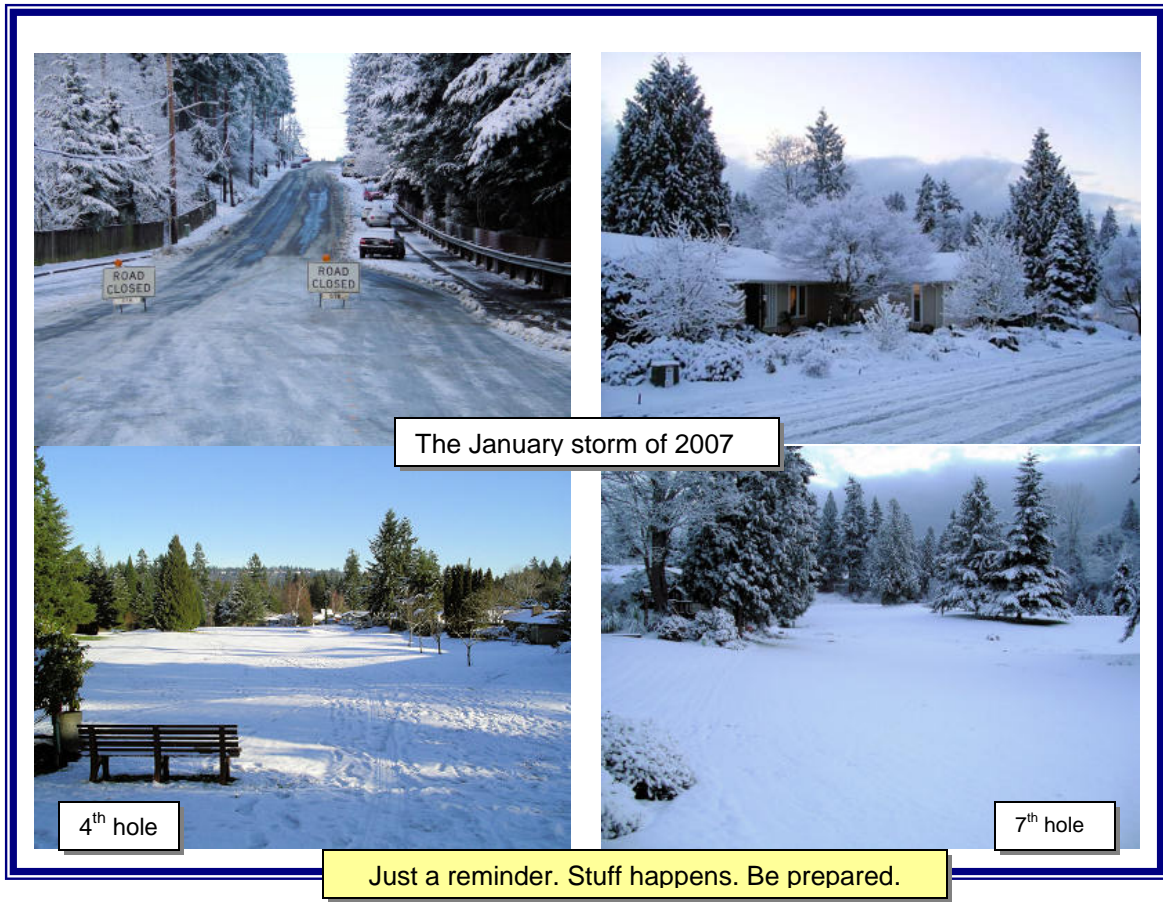 ROAD
CLOSED
ROAD
CLOSED
The January storm of 2007
4th hole
7th hole
Just a reminder. Stuff happens. Be prepared.